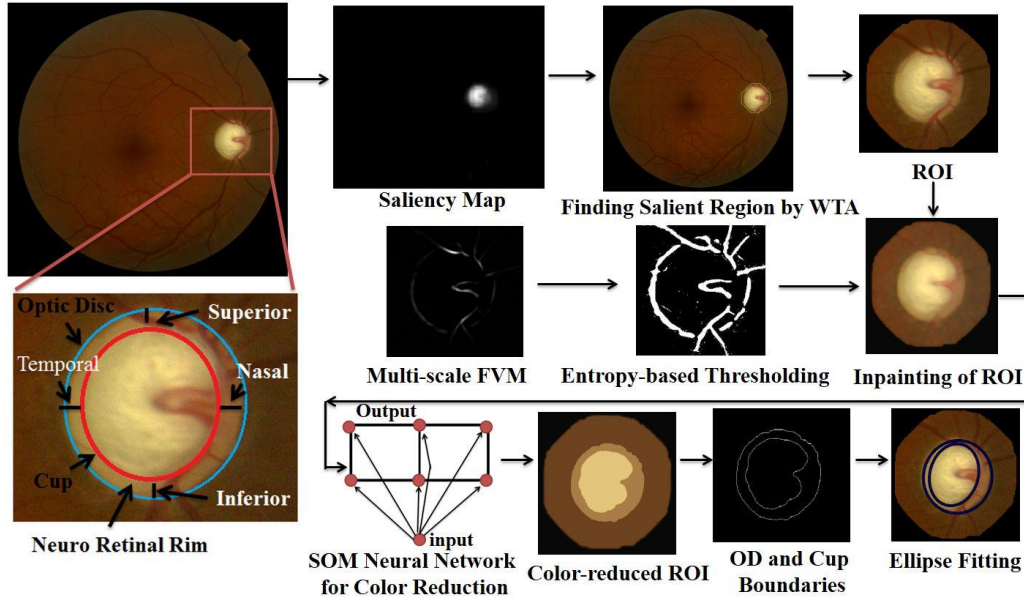 Saliency Map
Finding Salient Region by WTA
ROI
Optic Disc
Superior
Temporal
Nasal
Cup
Inferior
Neuro Retinal Rim
Multi-scale FVM
Entropy-based Thresholding
Inpainting of ROI
Output
input
SOM Neural Network
for Color Reduction
Color-reduced ROI
OD and Cup
Boundaries
Ellipse Fitting